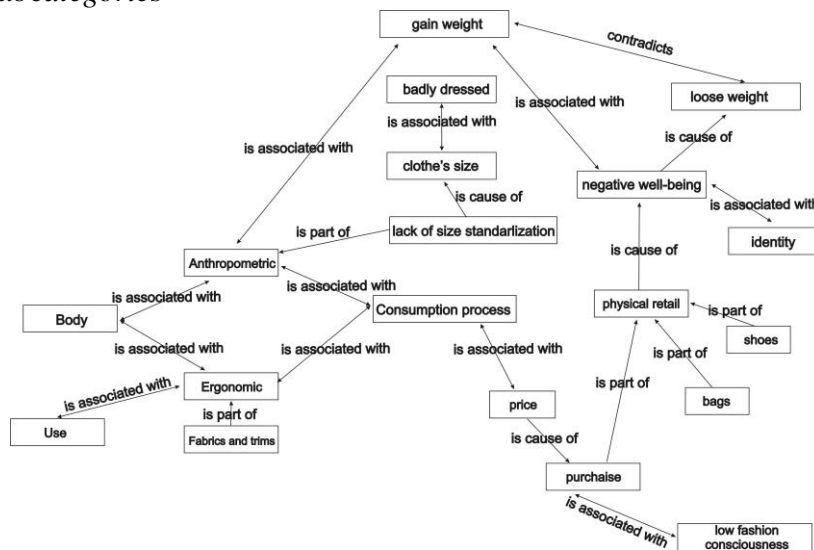 gain weight
contradicts
badly dressed
loose weight
is associated with
is associated with
is associated with
is cause of
clothe's size
negative well-being
is cause of
is associated with
is part of
lack of size standarlization
identity
Anthropometric
is cause of
is associated with
is associated with
Body
Consumption process
physical retail
is part of
shoes
is associated with
is associated with
is associated with
is part of
is associated with
Ergonomic
is part of
is part of
price
bags
Use
Fabrics and trims
is cause of
purchaise
is associated with
low fashion
consciousness